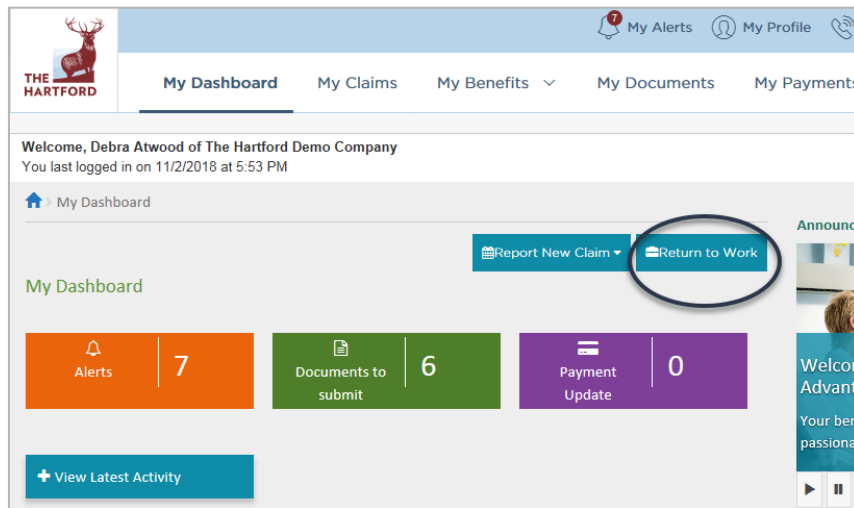 7
My Alerts
My Profile
THE
HARTFORD
My Dashboard
My Claims
My Benefits
My Documents
My Payments
Welcome, Debra Atwood of The Hartford Demo Company
You last logged in on 11/2/2018 at 5:53 PM
> My Dashboard
Announc
Report New Claim
Return to Work
My Dashboard
Alerts
7
Documents to
submit
6
Payment
Update
0
Welcor
Advant
Your ben
passiona
View Latest Activity